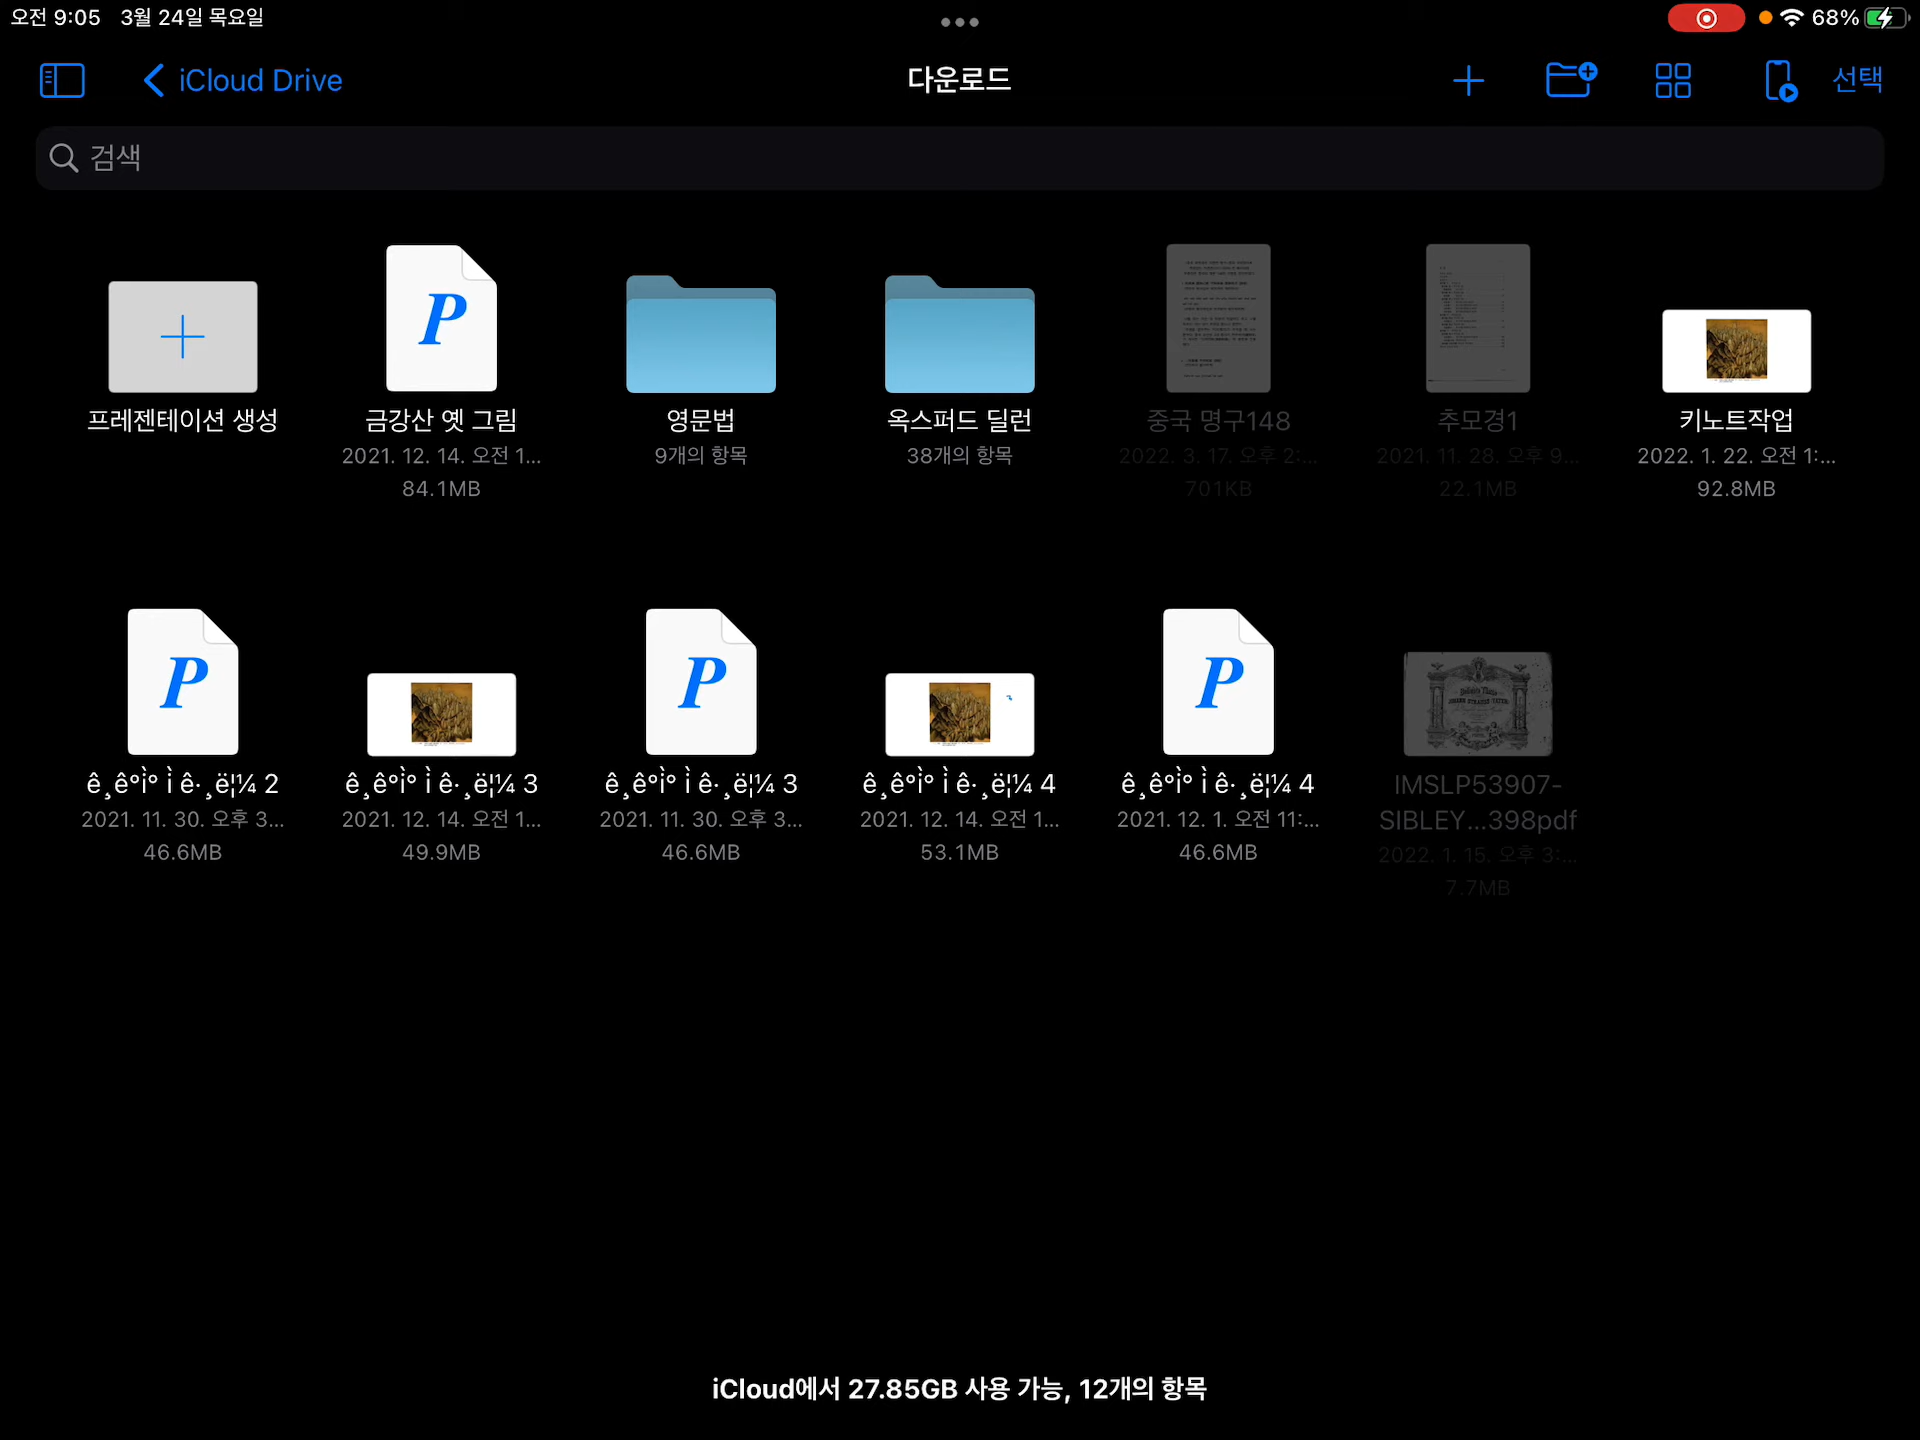 오전 9:05 3월 24일 목요일
68%
iCloud Drive
다운로드
선택
검색
P
프레젠테이션 생성
금강산 옛 그림
2021. 12. 14. 오전 1...
84.1MB
영문법
9개의 항목
옥스퍼드 딜런
38개의 항목
중국 명구148
2022. 3. 17. 오후 2:...
701KB
추모경1
2021. 11. 28. 오후 9...
22.1MB
키노트작업
2022. 1. 22. 오전 1:...
92.8MB
P
P
P
ê¸ˌêºì˚ Ì ê·¸ë¦¼ 2
2021. 11. 30. 오후 3...
46.6MB
ê¸ˌêºì˚ Ì ê·¸ë¦¼ 3
2021. 12. 14. 오전 1...
49.9MB
ê¸ˌêºì˚ Ì ê·¸ë¦¼ 3
2021. 11. 30. 오후 3...
46.6MB
ê¸ˌêºì˚ Ì ê·¸ë¦¼ 4
2021. 12. 14. 오전 1...
53.1MB
ê¸ˌêºì˚ Ì ê·¸ë¦¼ 4
2021. 12. 1. 오전 11:...
46.6MB
IMSLP53907-
SIBLEY...398pdf
2022. 1. 15. 오후 3:...
7.7MB
iCloud에서 27.85GB 사용 가능, 12개의 항목